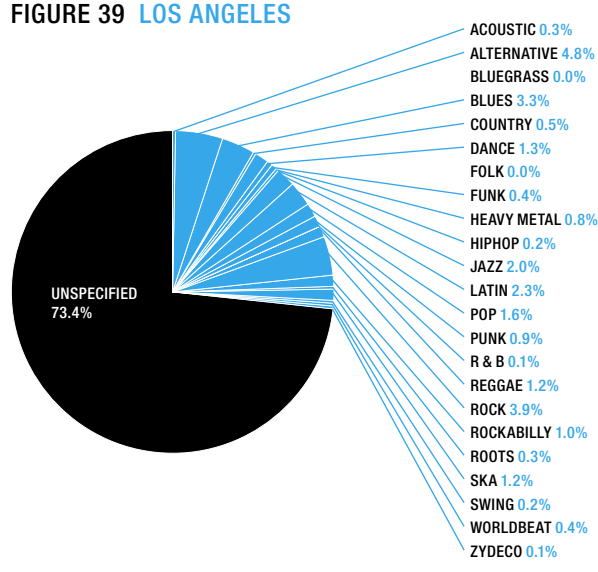 FIGURE 39 LOS ANGELES
ACOUSTIC 0.3%
ALTERNATIVE 4.8%
BLUEGRASS 0.0%
BLUES 3.3%
COUNTRY 0.5%
DANCE 1.3%
FOLK 0.0%
FUNK 0.4%
HEAVY METAL 0.8%
HIPHOP 0.2%
JAZZ 2.0%
LATIN 2.3%
POP 1.6%
PUNK 0.9%
R & B 0.1%
REGGAE 1.2%
ROCK 3.9%
ROCKABILLY 1.0%
ROOTS 0.3%
SKA 1.2%
SWING 0.2%
WORLDBEAT 0.4%
ZYDECO 0.1%
UNSPECIFIED
73.4%